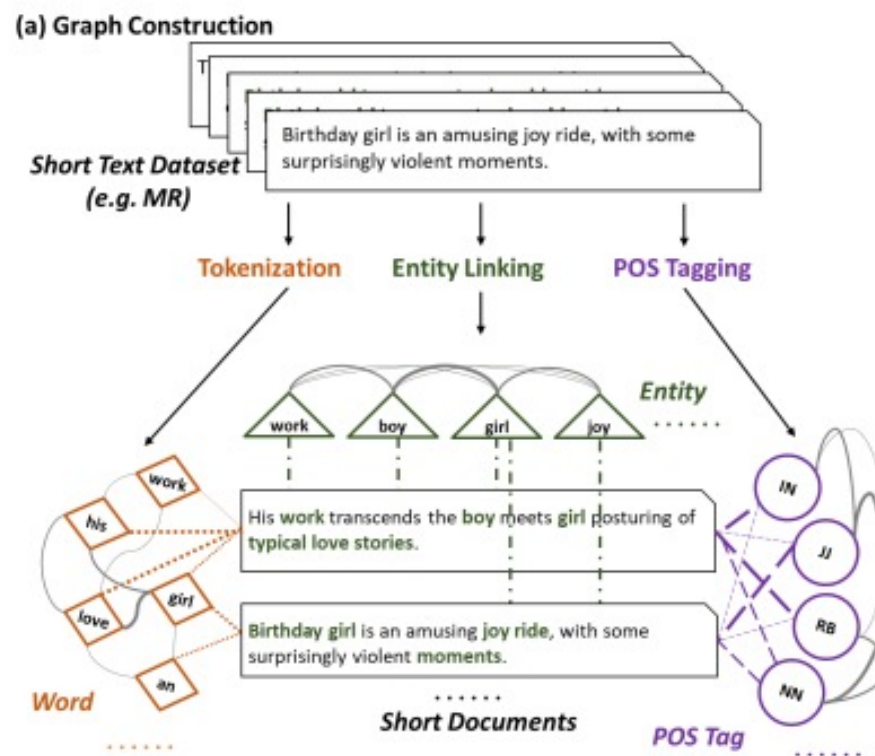 (a) Graph Construction
T
Birthday girl is an amusing joy ride, with some
surprisingly violent moments.
Short Text Dataset
(e.g. MR)
Tokenization
Entity Linking
POS Tagging
Entity
......
work
boy
girl
joy
work
his
love
girl
an
Word
......
His work transcends the boy meets girl posturing of
typical love stories.
Birthday girl is an amusing joy ride, with some
surprisingly violent moments.
......
Short Documents
IN
JJ
RB
NN
POS Tag
......